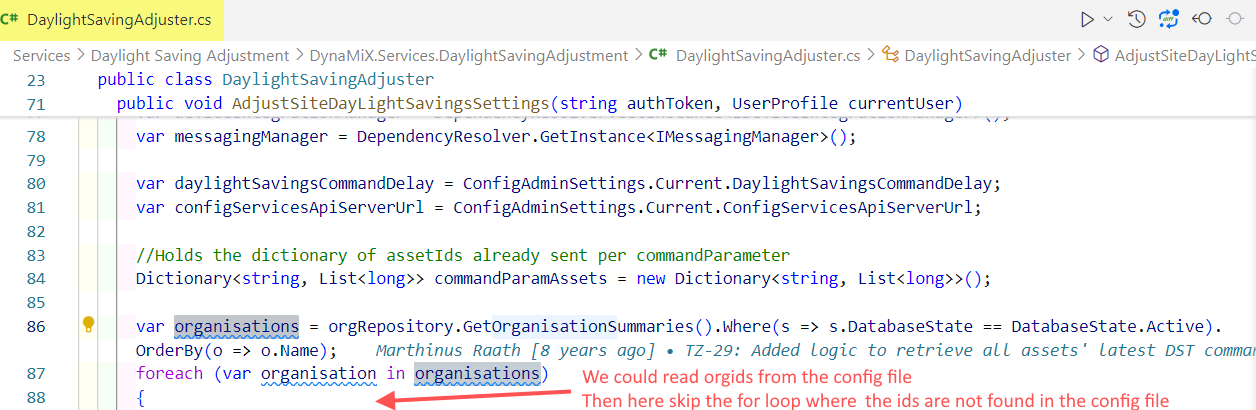 C# DaylightSavingAdjuster.cs
Services > Daylight Saving Adjustment > DynaMiX.Services.DaylightSavingAdjustment > C# DaylightSavingAdjuster.cs > DaylightSavingAdjuster > AdjustSiteDayLightS
23 public class DaylightSavingAdjuster
71 public void AdjustSiteDayLightSavingsSettings(string authToken, UserProfile currentUser)
78 var messagingManager = DependencyResolver.GetInstance<IMessagingManager>();
79
80 var daylightSavingsCommandDelay = ConfigAdminSettings.Current.DaylightSavingsCommandDelay;
81 var configServicesApiServerUrl = ConfigAdminSettings.Current.ConfigServicesApiServerUrl;
82
83 //Holds the dictionary of assetIds already sent per commandParameter
84 Dictionary<string, List<long>> commandParamAssets = new Dictionary<string, List<long>>();
85
86 var organisations = orgRepository.GetOrganisationSummaries().Where(s => s.DatabaseState == DatabaseState.Active).
OrderBy(o => o.Name); Marthinus Raath [8 years ago] • TZ-29: Added logic to retrieve all assets' latest DST comma
87 foreach (var organisation in organisations)
We could read orgids from the config file
88 {
Then here skip the for loop where the ids are not found in the config file